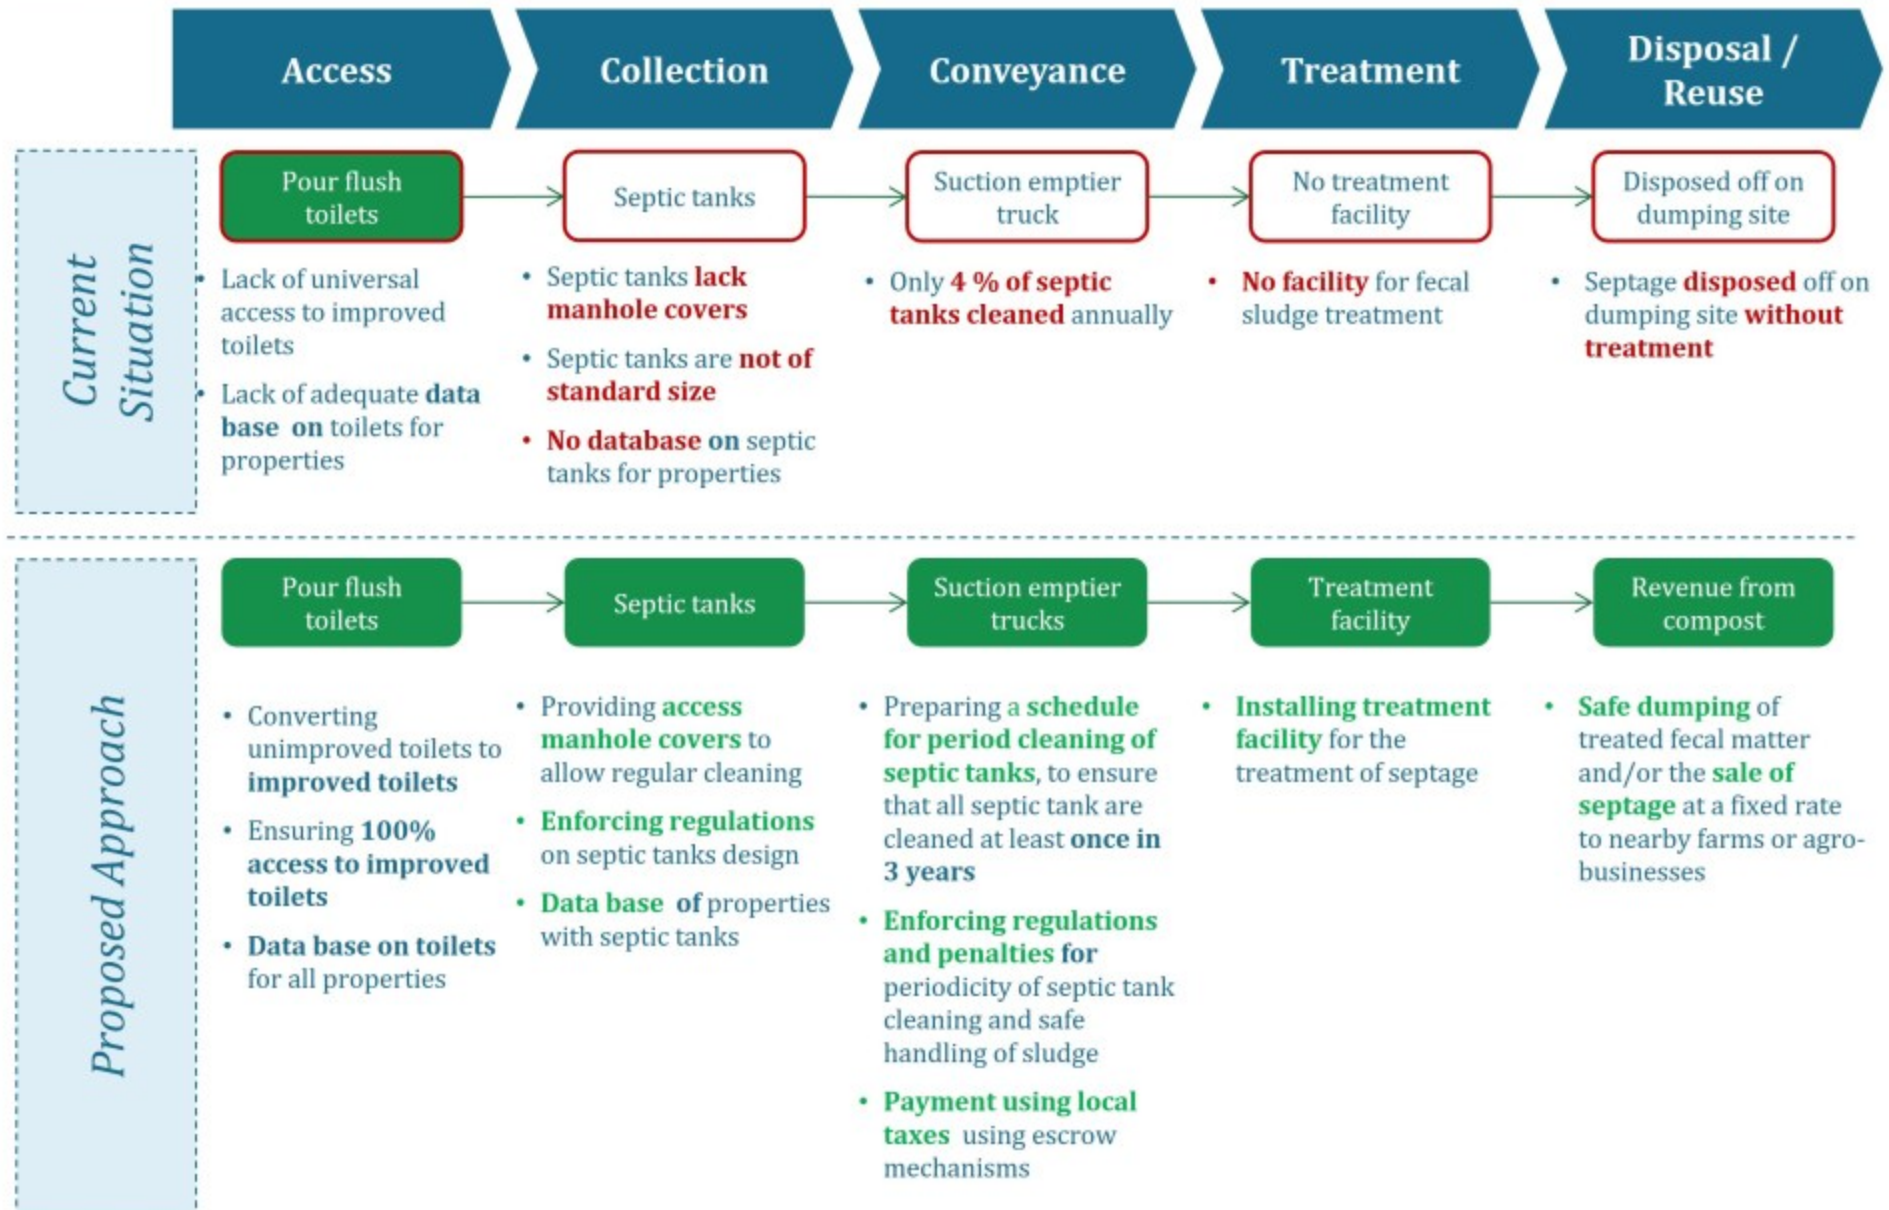 Access
Collection
Conveyance
Treatment
Disposal /
Reuse
Current
Situation
Pour flush
toilets
Septic tanks
Suction emptier
truck
No treatment
facility
Disposed off on
dumping site
• Lack of universal
access to improved
toilets
• Lack of adequate data
base on toilets for
properties
• Septic tanks lack
manhole covers
• Septic tanks are not of
standard size
• No database on septic
tanks for properties
• Only 4 % of septic
tanks cleaned annually
• No facility for fecal
sludge treatment
• Septage disposed off on
dumping site without
treatment
Proposed Approach
Pour flush
toilets
Septic tanks
Suction emptier
trucks
Treatment
facility
Revenue from
compost
• Converting
unimproved toilets to
improved toilets
• Ensuring 100%
access to improved
toilets
• Data base on toilets
for all properties
• Providing access
manhole covers to
allow regular cleaning
• Enforcing regulations
on septic tanks design
• Data base of properties
with septic tanks
• Preparing a schedule
for period cleaning of
septic tanks, to ensure
that all septic tank are
cleaned at least once in
3 years
• Enforcing regulations
and penalties for
periodicity of septic tank
cleaning and safe
handling of sludge
• Payment using local
taxes using escrow
mechanisms
• Installing treatment
facility for the
treatment of septage
• Safe dumping of
treated fecal matter
and/or the sale of
septage at a fixed rate
to nearby farms or agro-
businesses